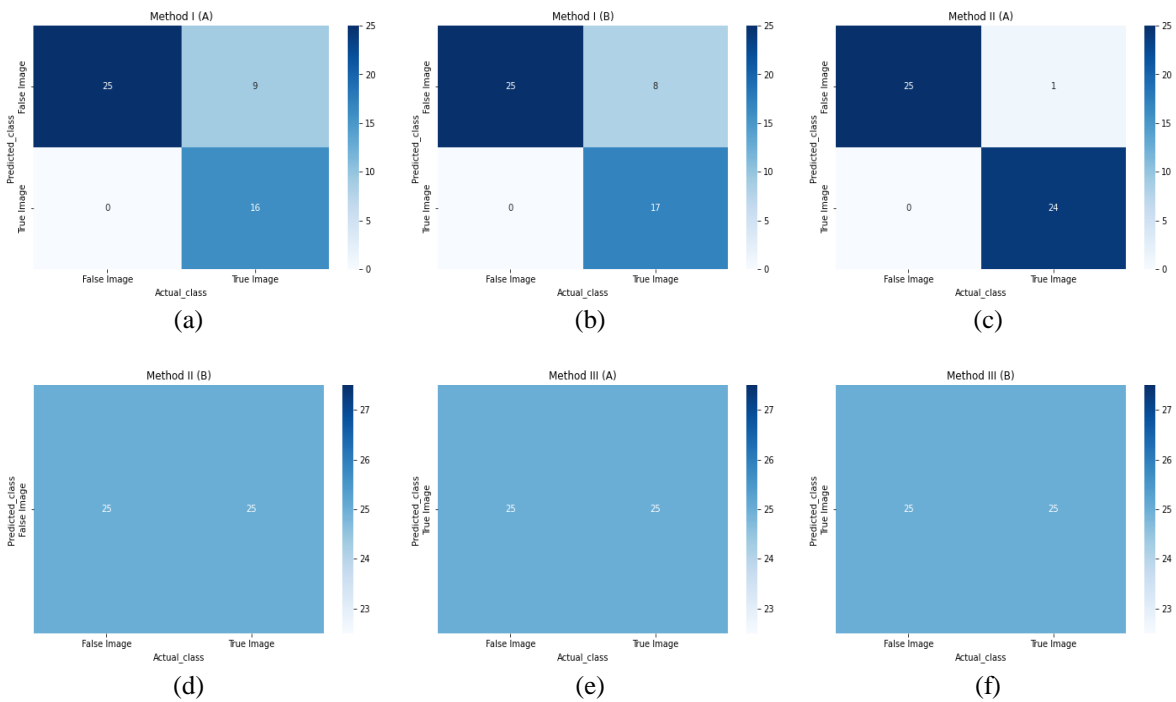 Method I (A)
25
9
0
16
False Image
True Image
Predicted_class
False Image
True Image
Actual_class
25
20
15
10
5
0
(a)
Method I (B)
25
8
0
17
False Image
True Image
Predicted_class
False Image
True Image
Actual_class
25
20
15
10
5
0
(b)
Method II (A)
25
1
0
24
False Image
True Image
Predicted_class
False Image
True Image
Actual_class
25
20
15
10
5
0
(c)
Method II (B)
25
25
Predicted_class
False Image
False Image
True Image
Actual_class
27
26
25
24
23
(d)
Method III (A)
25
25
Predicted_class
True Image
False Image
True Image
Actual_class
27
26
25
24
23
(e)
Method III (B)
25
25
Predicted_class
True Image
False Image
True Image
Actual_class
27
26
25
24
23
(f)